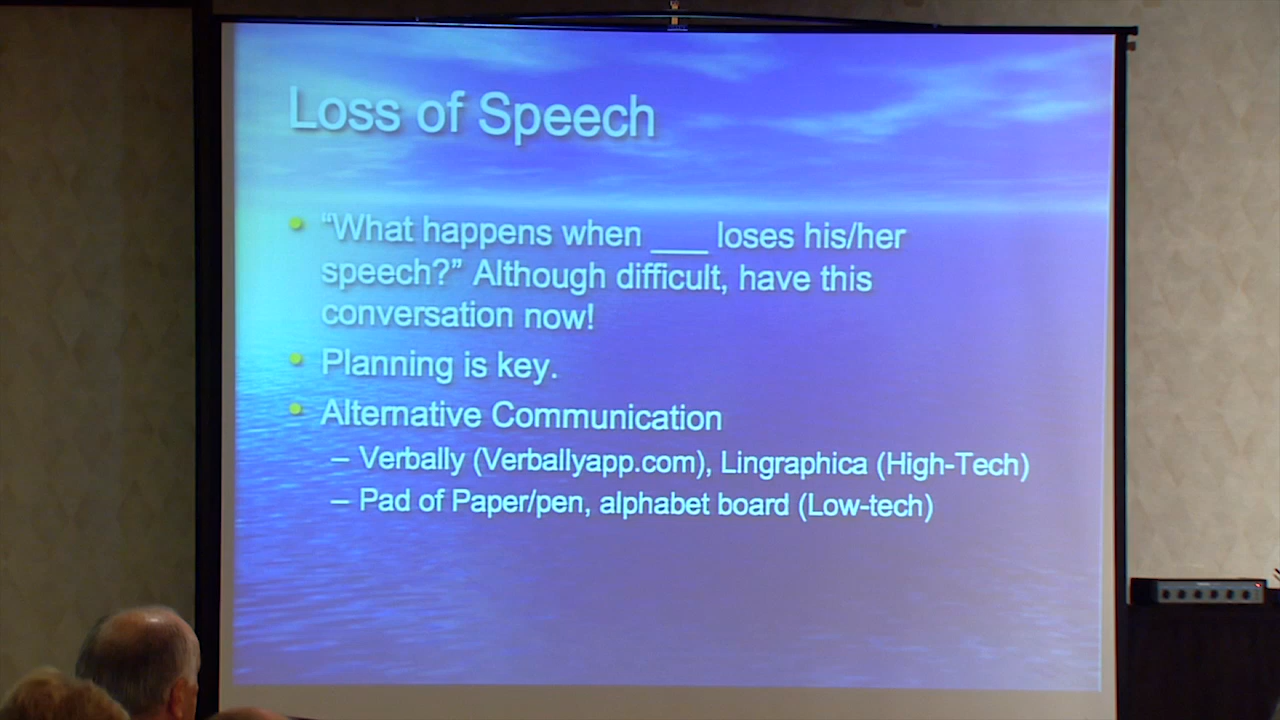 Loss of Speech
• “What happens when ___ loses his/her
speech?” Although difficult, have this
conversation now!
• Planning is key.
• Alternative Communication
– Verbally (Verballyapp.com), Lingraphica (High-Tech)
– Pad of Paper/pen, alphabet board (Low-tech)